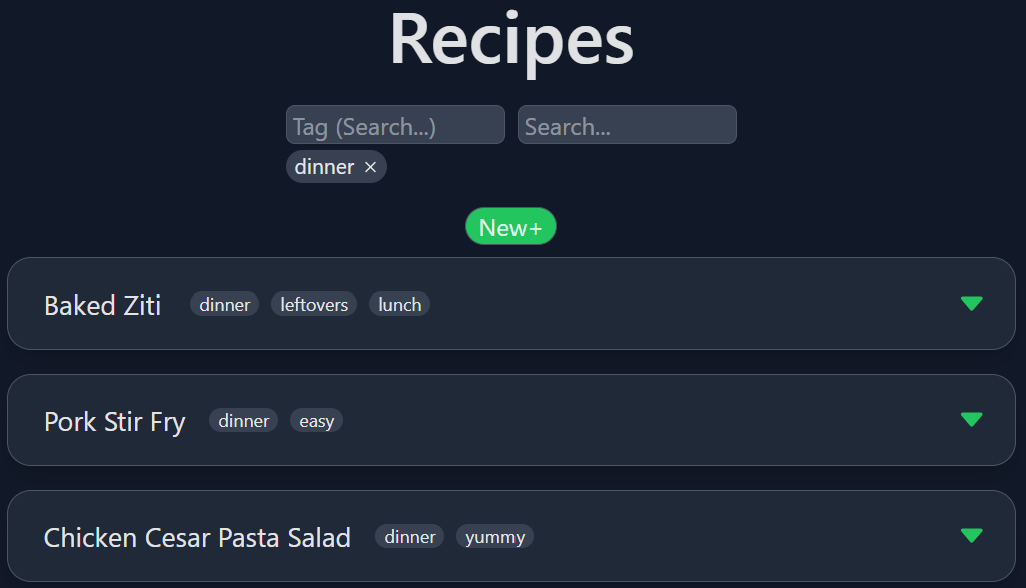 Recipes
Tag (Search...) Search...
dinner ×
New+
Baked Ziti dinner leftovers lunch
Pork Stir Fry dinner easy
Chicken Cesar Pasta Salad dinner yummy